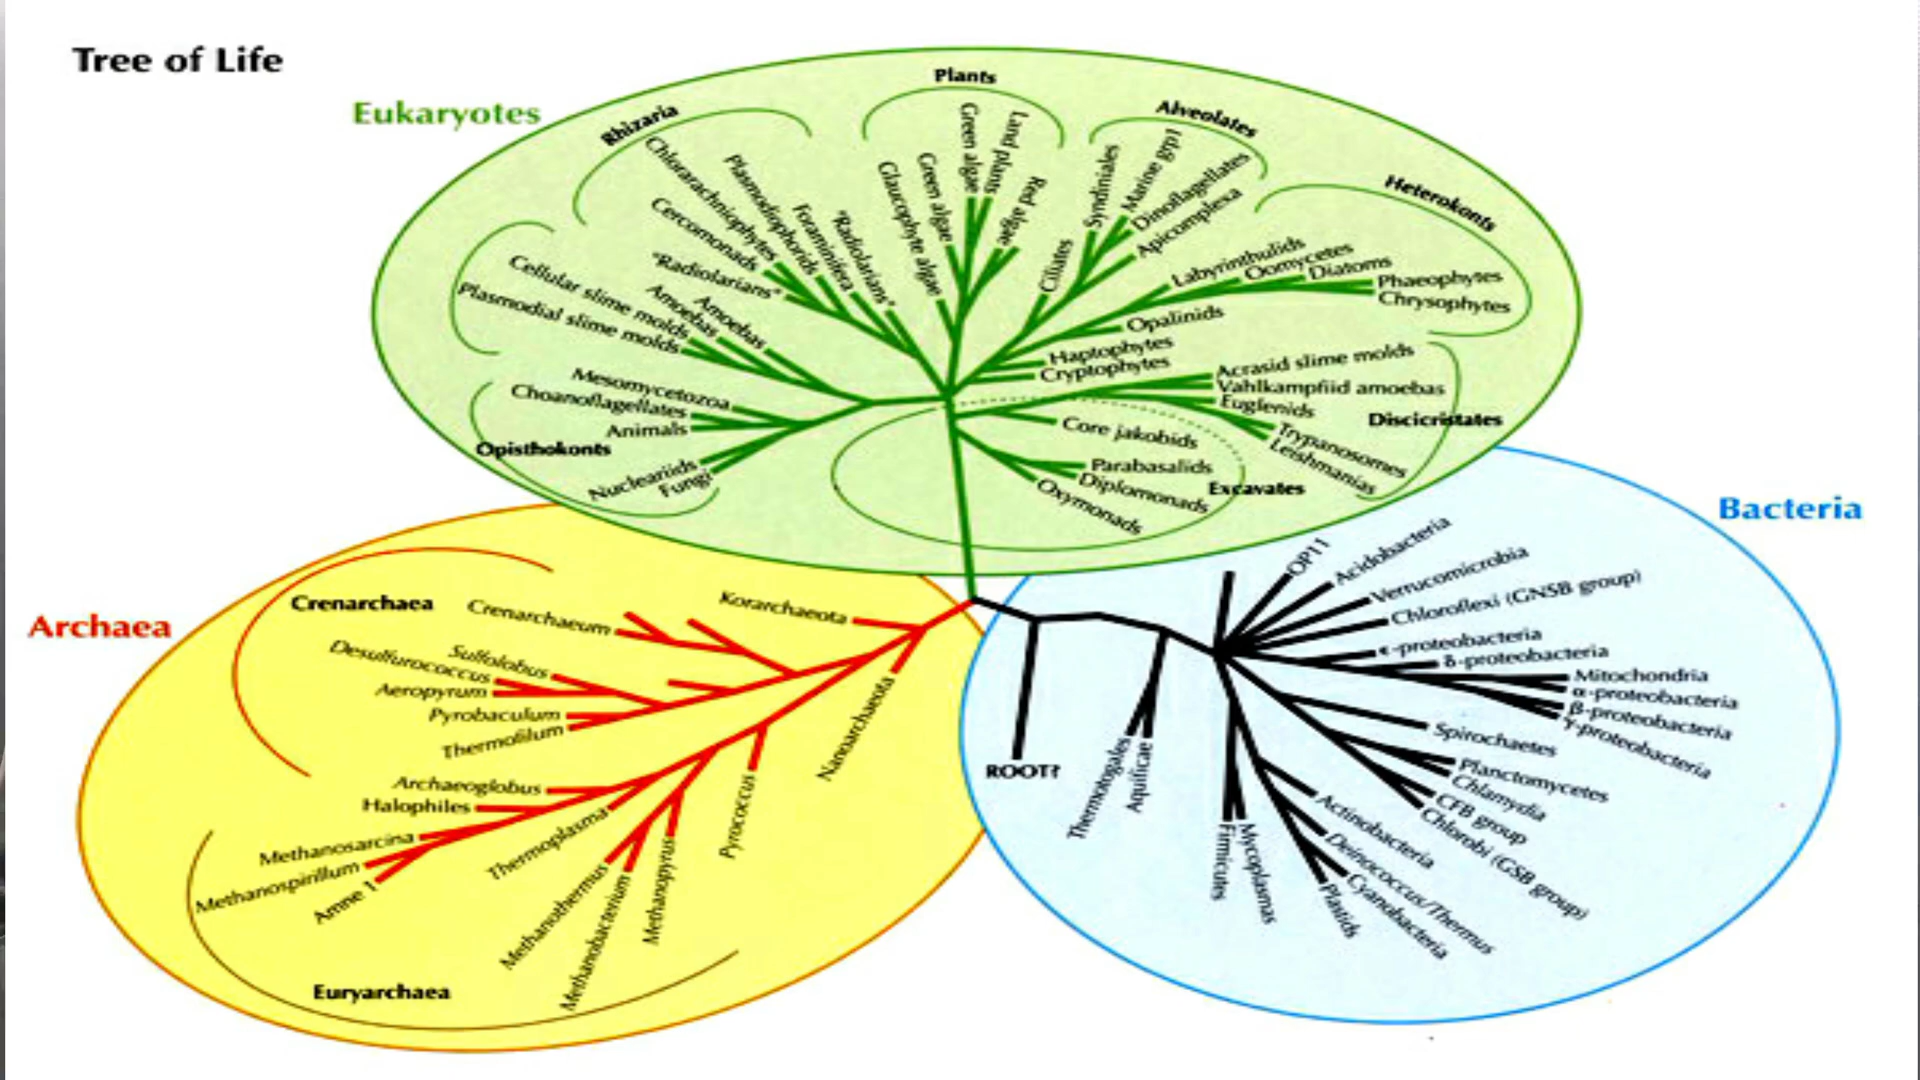 Tree of Life
Eukaryotes
Rhizaria
Plants
Alveolates
Heterokonts
Chlorarachniophytes
Plasmodiophorids
Cercomonads
Foraminifera
"Radiolarians"
"Radiolarians"
Glaucophyte algae
Green algae
Green algae
Land plants
Red algae
Ciliates
Syndiniales
Marine grp1
Dinoflagellates
Apicomplexa
Labyrinthulids
Oomycetes
Diatoms
Phaeophytes
Chrysophytes
Opalinids
Haptophytes
Cryptophytes
Acrasid slime molds
Vahlkampfiid amoebas
Euglenids
Discicristates
Trypanosomes
Leishmanias
Core jakobids
Parabasalids
Diplomonads
Excavates
Oxymonads
Cellular slime molds
Amoebas
Amoebas
Plasmodial slime molds
Mesomycetozoa
Choanoflagellates
Animals
Opisthokonts
Nucleariids
Fungi
Archaea
Crenarchaea
Crenarchaeum
Korarchaeota
Desulfurococcus
Sulfolobus
Aeropyrum
Pyrobaculum
Thermofilum
Archaeoglobus
Halophiles
Methanosarcina
Methanospirillum
Amne 1
Thermoplasma
Methanothermus
Methanobacterium
Methanopyrus
Pyrococcus
Nanoarchaeota
Euryarchaea
Bacteria
ROOT?
Thermotogales
Aquificae
OP11
Acidobacteria
Verrucomicrobia
Chloroflexi (GNSB group)
ϵ-proteobacteria
δ-proteobacteria
Mitochondria
α-proteobacteria
β-proteobacteria
γ-proteobacteria
Spirochaetes
Planctomycetes
Chlamydia
CFB group
Chlorobi (GSB group)
Actinobacteria
Deinococcus/Thermus
Cyanobacteria
Plastids
Mycoplasmas
Firmicutes